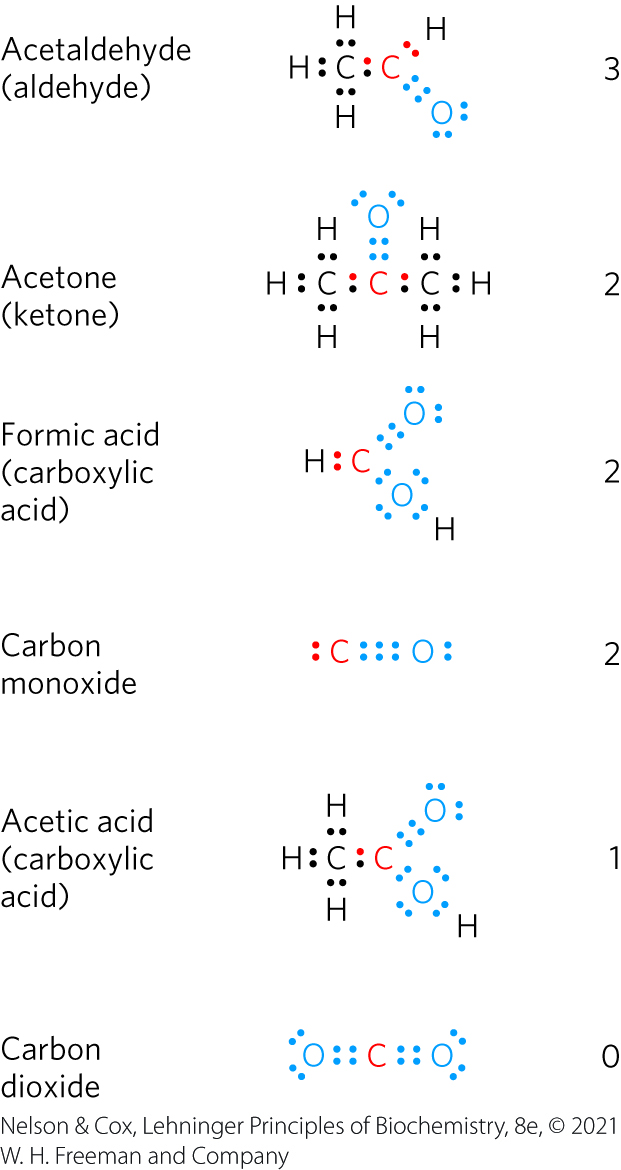 H
Acetaldehyde
(aldehyde)
H C C H
O
H
3
O
H H
Acetone
(ketone)
H C C C H
H H
2
O
Formic acid
(carboxylic
acid)
H C
O
H
2
Carbon
monoxide
C O
2
H O
Acetic acid
(carboxylic
acid)
H C C
O
H H
1
Carbon
dioxide
O C O
0
Nelson & Cox, Lehninger Principles of Biochemistry, 8e, © 2021
W. H. Freeman and Company